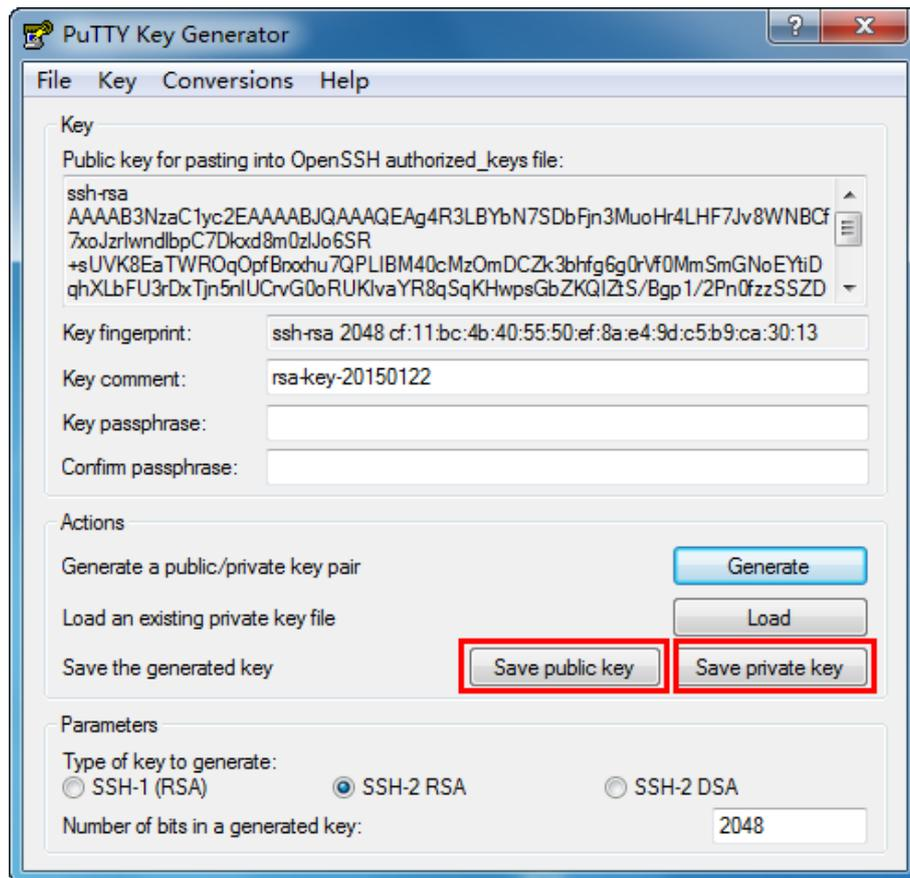 PuTTY Key Generator
File Key Conversions Help
Key
Public key for pasting into OpenSSH authorized_keys file:
ssh-rsa
AAAAB3NzaC1yc2EAAAABJQAAAQEAg4R3LBYbN7SDbFjn3MuoHr4LHF7Jv8WNBCf
7xoJzrlwndlbpC7Dkxxd8m0zlJo6SR
+sUVK8EaTWROqOpfBrxxhu7QPLIBM40cMzOmDCZk3bhfg6g0rVf0MmSmGNoEYtiD
qhXLbFU3rDxTjn5nlUCrvG0oRUKlvaYR8qSqKHwpsGbZKQIZtS/Bgp1/2Pn0fzzSSZD
Key fingerprint: ssh-rsa 2048 cf:11:bc:4b:40:55:50:ef:8a:e4:9d:c5:b9:ca:30:13
Key comment: rsa-key-20150122
Key passphrase:
Confirm passphrase:
Actions
Generate a public/private key pair Generate
Load an existing private key file Load
Save the generated key Save public key Save private key
Parameters
Type of key to generate:
SSH-1 (RSA) SSH-2 RSA SSH-2 DSA
Number of bits in a generated key: 2048